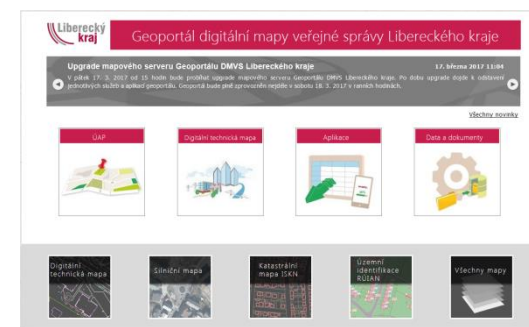 Liberecký
kraj
Geoportál digitální mapy veřejné správy Libereckého kraje
Upgrade mapového serveru Geoportálu DMVS Libereckého kraje
17. března 2017 11:04
V pátek 17. 3. 2017 od 15 hodin bude probíhat upgrade mapového serveru Geoportálu DMVS Libereckého kraje. Po dobu upgrade dojde k odstavení
jednotlivých služeb a aplikací geoportálu. Geoportál bude plně zprovozněn nejdéle v sobotu 18. 3. 2017 v ranních hodinách.
Všechny novinky
ÚAP
Digitální technická mapa
Aplikace
Data a dokumenty
Digitální
technická mapa
Silniční mapa
Katastrální
mapa ISKN
Územní
identifikace
RÚIAN
Všechny mapy